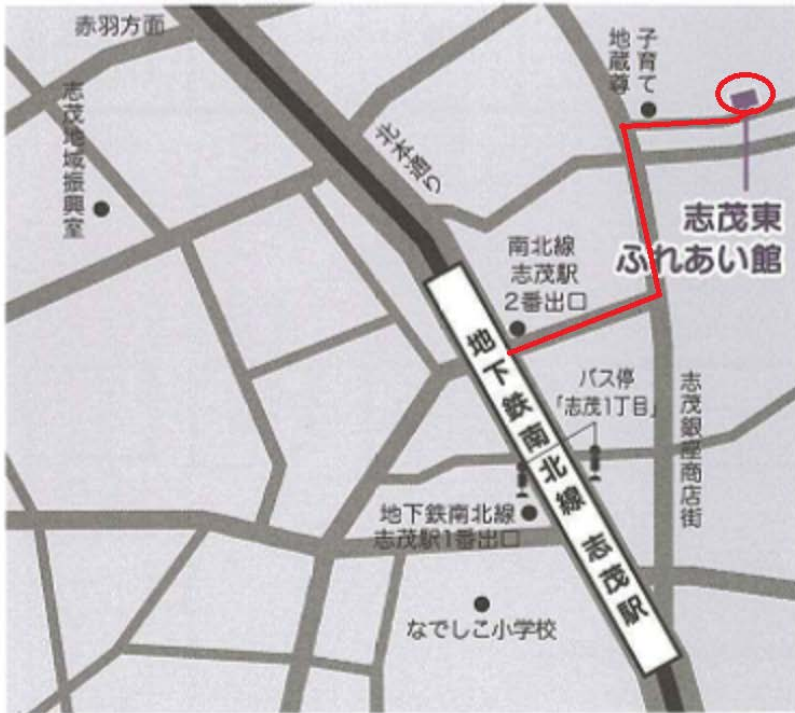 赤羽方面
志茂地域振興室
北本通り
子育て
地蔵尊
志茂東
ふれあい館
南北線
志茂駅
2番出口
地下鉄南北線 志茂駅
バス停
「志茂1丁目」
志茂銀座商店街
地下鉄南北線
志茂駅1番出口
なでしこ小学校